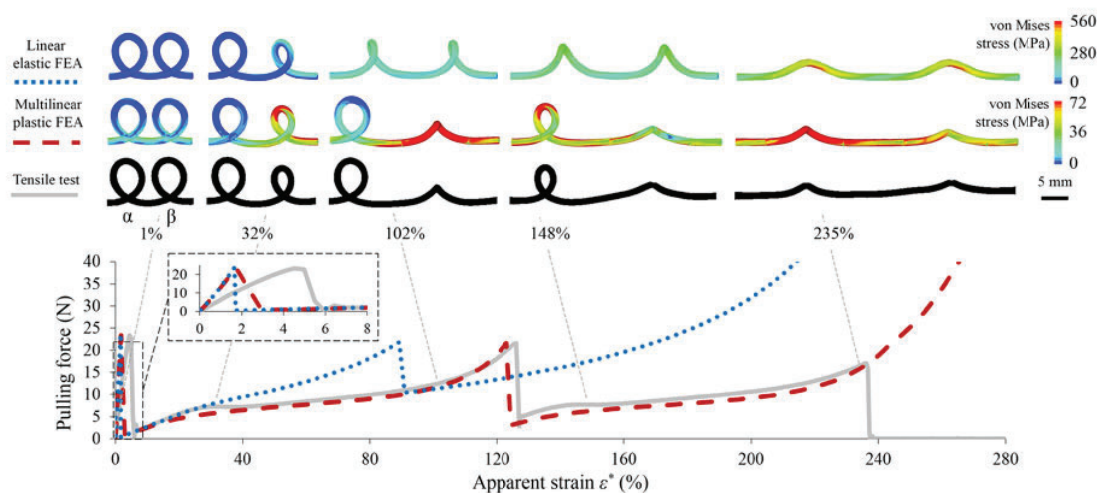 Linear
elastic FEA
von Mises
stress (MPa)
560
280
0
Multilinear
plastic FEA
von Mises
stress (MPa)
72
36
0
Tensile test
5 mm
α β
1% 32% 102% 148% 235%
40
35
30
25
20
15
10
5
0
Pulling force (N)
20
10
0
0 2 4 6 8
0 40 80 120 160 200 240 280
Apparent strain ε* (%)